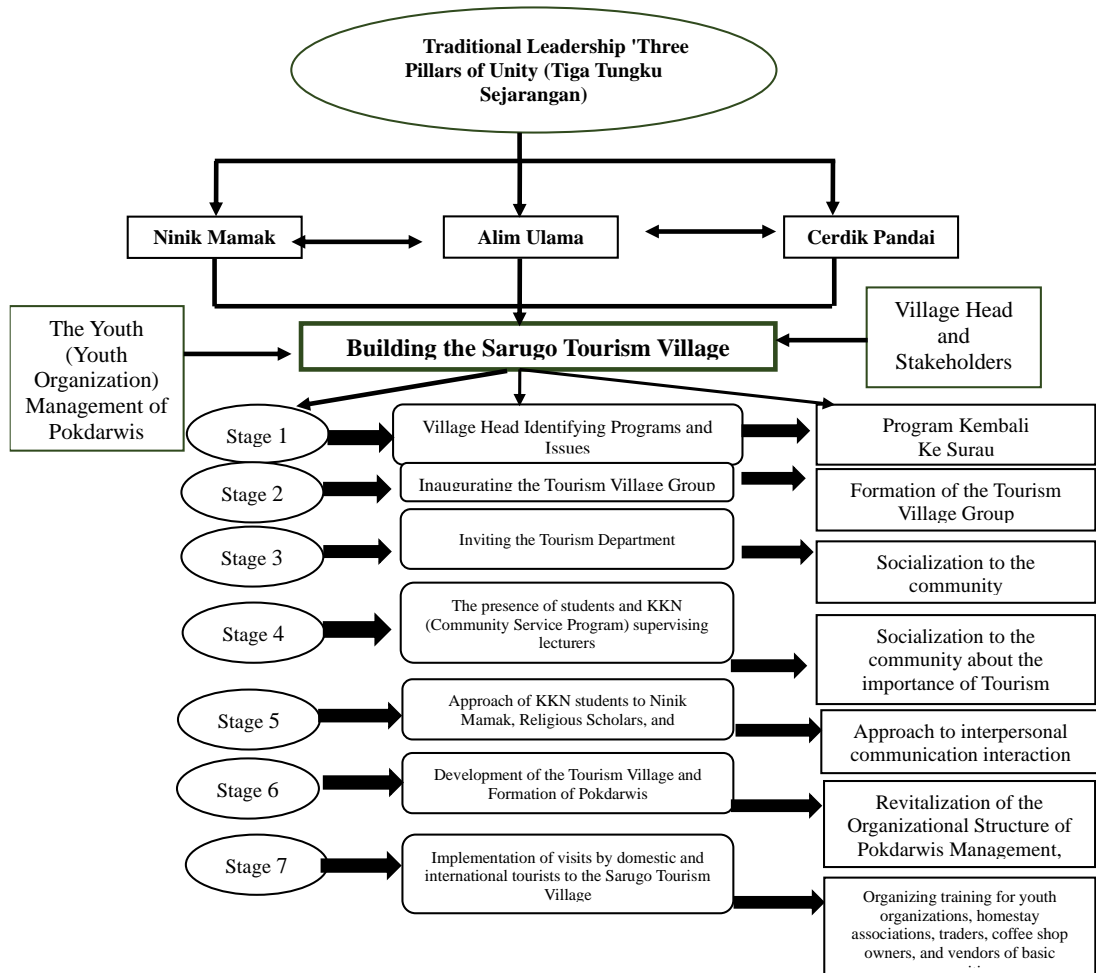 Traditional Leadership 'Three
Pillars of Unity (Tiga Tungku
Sejarangan)
Ninik Mamak
Alim Ulama
Cerdik Pandai
The Youth
(Youth
Organization)
Management of
Pokdarwis
Building the Sarugo Tourism Village
Village Head
and
Stakeholders
Stage 1
Village Head Identifying Programs and
Issues
Program Kembali
Ke Surau
Stage 2
Inaugurating the Tourism Village Group
Formation of the Tourism
Village Group
Stage 3
Inviting the Tourism Department
Socialization to the
community
Stage 4
The presence of students and KKN
(Community Service Program) supervising
lecturers
Socialization to the
community about the
importance of Tourism
Stage 5
Approach of KKN students to Ninik
Mamak, Religious Scholars, and
Approach to interpersonal
communication interaction
Stage 6
Development of the Tourism Village and
Formation of Pokdarwis
Revitalization of the
Organizational Structure of
Pokdarwis Management,
Stage 7
Implementation of visits by domestic and
international tourists to the Sarugo Tourism
Village
Organizing training for youth
organizations, homestay
associations, traders, coffee shop
owners, and vendors of basic